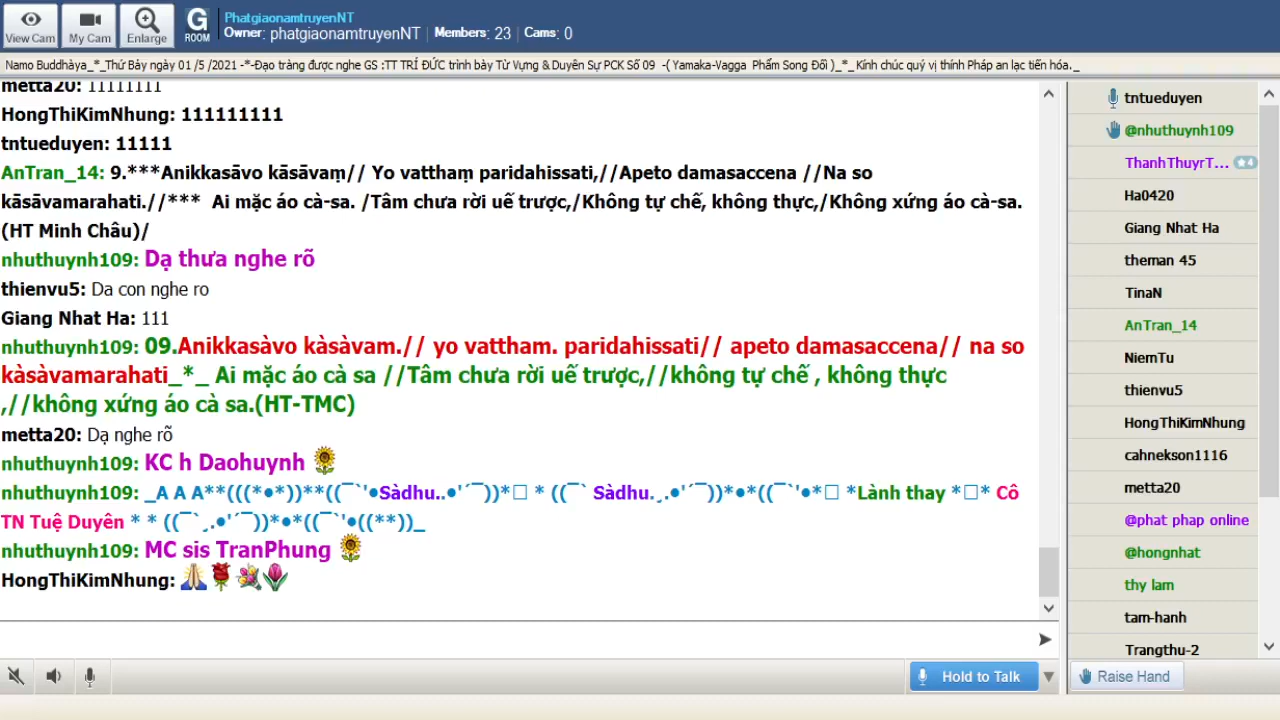 View Cam
My Cam
Enlarge
G
ROOM
PhatgiaonamtruyenNT
Owner: phatgiaonamtruyenNT | Members: 23 | Cams: 0
Namo Buddhàya_*_Thứ Bảy ngày 01 /5 /2021 -*-Đạo tràng được nghe GS :TT TRÍ ĐỨC trình bày Từ Vựng & Duyên Sự PCK Số 09 -( Yamaka-Vagga Phẩm Song Đối )_*_ Kính chúc quý vị thính Pháp an lạc tiến hóa._
metta20: 11111111
HongThiKimNhung: 111111111
tntueduyen: 11111
AnTran_14: 9.***Anikkasāvo kāsāvaṃ// Yo vatthaṃ paridahissati,//Apeto damasaccena //Na so
kāsāvamarahati.//*** Ai mặc áo cà-sa. /Tâm chưa rời uế trược,/Không tự chế, không thực,/Không xứng áo cà-sa.
(HT Minh Châu)/
nhuthuynh109: Dạ thưa nghe rõ
thienvu5: Da con nghe ro
Giang Nhat Ha: 111
nhuthuynh109: 09.Anikkasàvo kàsàvam.// yo vattham. paridahissati// apeto damasaccena// na so
kàsàvamarahati_*_ Ai mặc áo cà sa //Tâm chưa rời uế trược,//không tự chế , không thực
,//không xứng áo cà sa.(HT-TMC)
metta20: Dạ nghe rõ
nhuthuynh109: KC h Daohuynh 🌻
nhuthuynh109: _A A A**(((*•*))**((¯`'•Sàdhu..•'´¯))*□ * ((¯` Sàdhu.¸.•'´¯))*•*((¯`'•*□ *Lành thay *□* Cô
TN Tuệ Duyên * * ((¯`¸.•'´¯))*•*((¯`'•((**))_
nhuthuynh109: MC sis TranPhung 🌻
HongThiKimNhung: 🙏🌹💐🌷
Hold to Talk
tntueduyen
@nhuthuynh109
ThanhThuyrT... ★4
Ha0420
Giang Nhat Ha
theman 45
TinaN
AnTran_14
NiemTu
thienvu5
HongThiKimNhung
cahnekson1116
metta20
@phat phap online
@hongnhat
thy lam
tam-hanh
Trangthu-2
Raise Hand